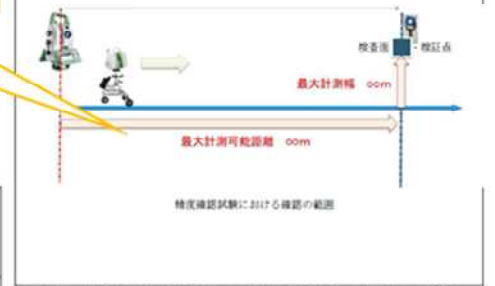 検査面・検証点
最大計測幅 ○○m
最大計測可能距離 ○○m
精度確認試験における確認の範囲